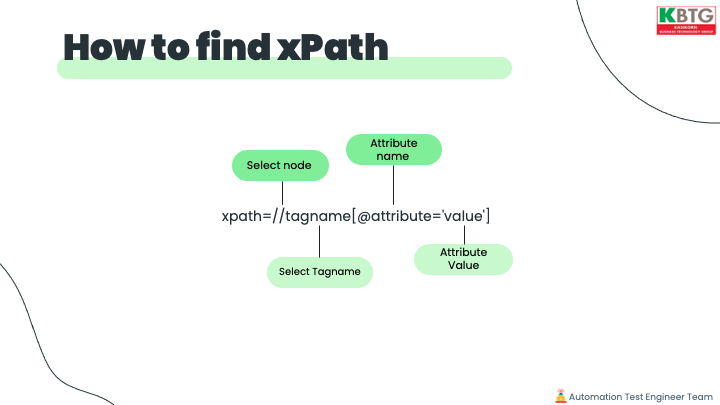 How to find xPath
KBTG
KASIKORN
BUSINESS-TECHNOLOGY GROUP
Attribute
name
Select node
xpath=//tagname[@attribute='value']
Attribute
Value
Select Tagname
Automation Test Engineer Team